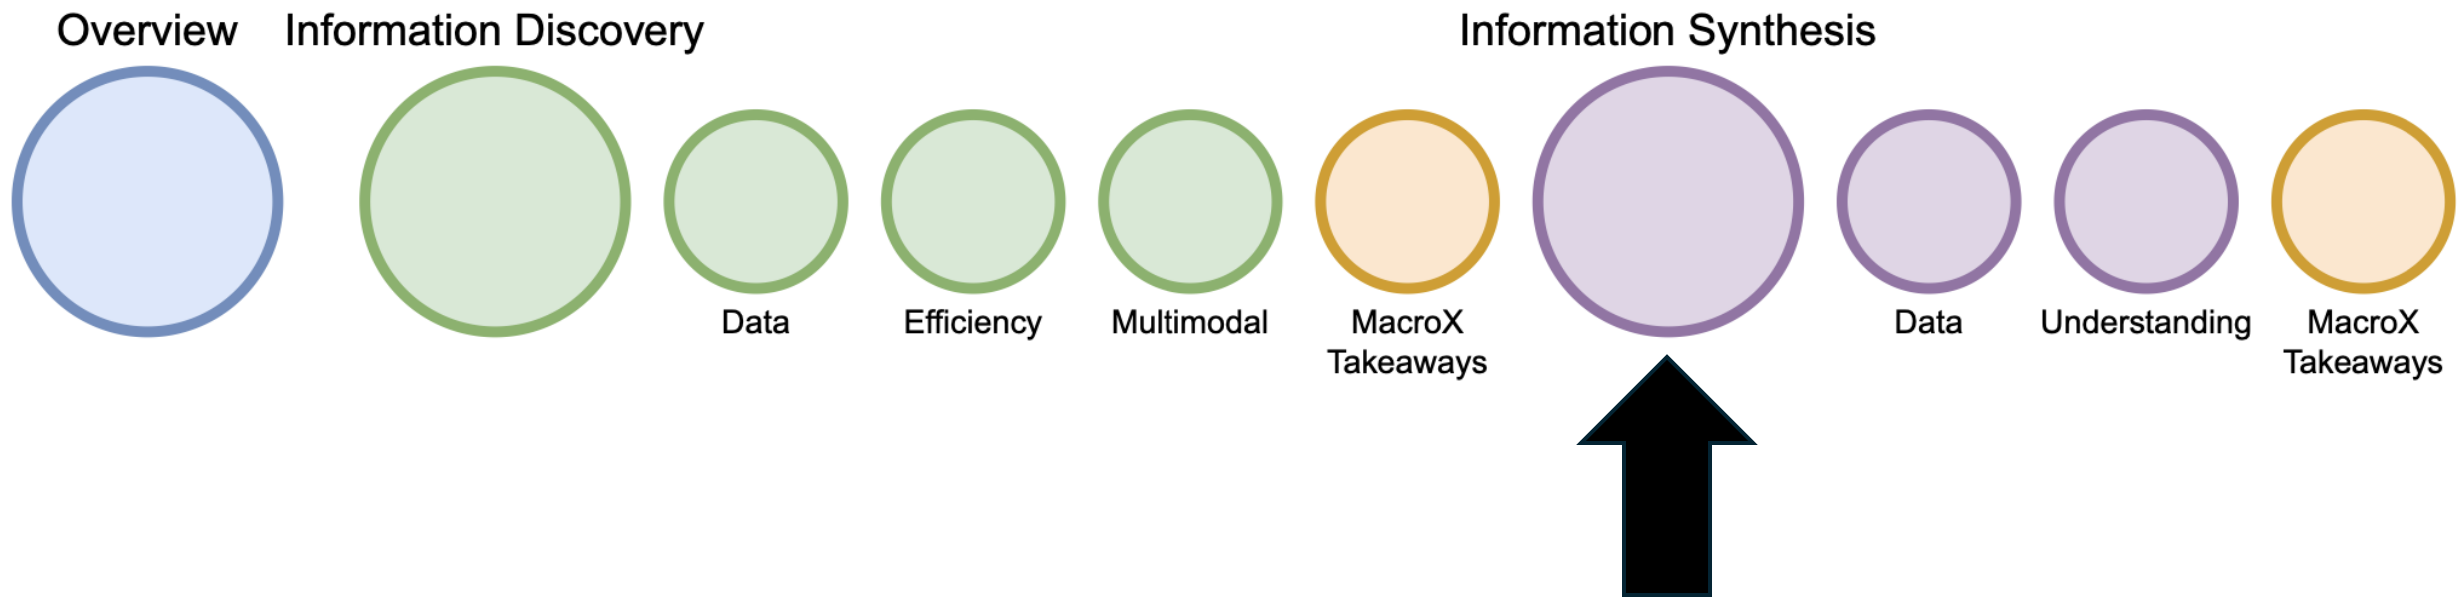 Overview
Information Discovery
Information Synthesis
Data
Efficiency
Multimodal
MacroX
Takeaways
Data
Understanding
MacroX
Takeaways